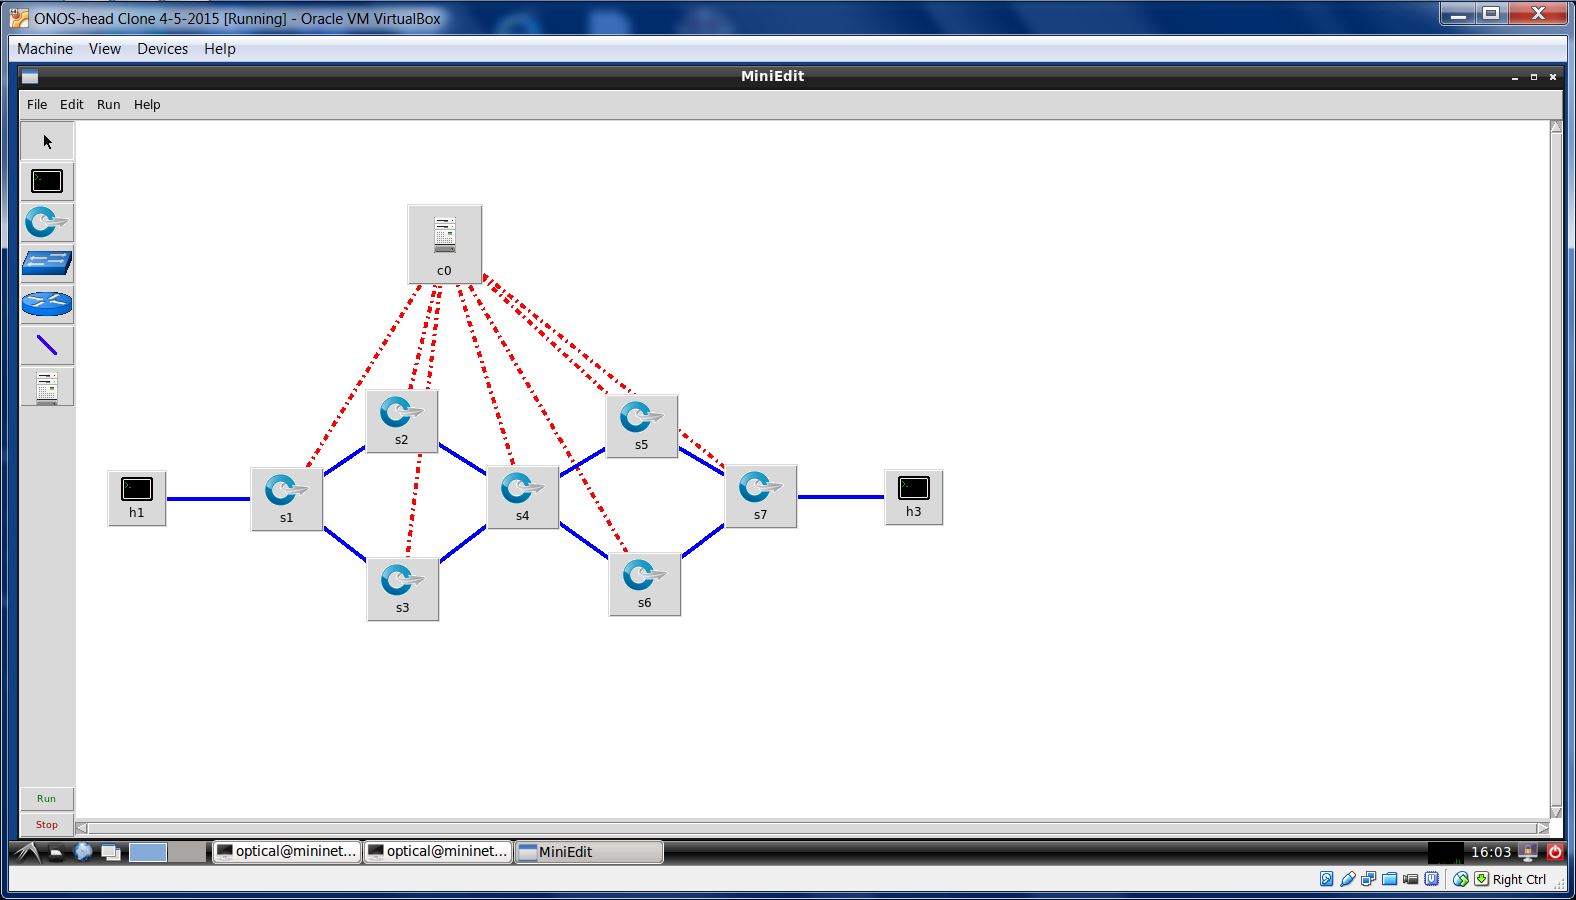 ONOS-head Clone 4-5-2015 [Running] - Oracle VM VirtualBox
Machine View Devices Help
MiniEdit
File Edit Run Help
c0
s2
s5
h1
s1
s4
s7
h3
s3
s6
Run
Stop
optical@mininet... optical@mininet... MiniEdit 16:03
Right Ctrl